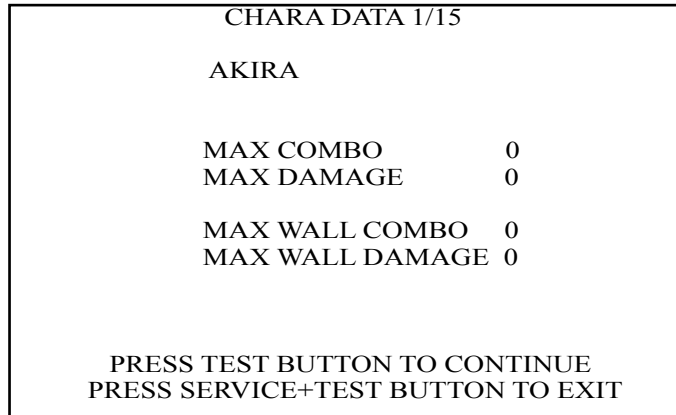 CHARA DATA 1/15
AKIRA
MAX COMBO 0
MAX DAMAGE 0
MAX WALL COMBO 0
MAX WALL DAMAGE 0
PRESS TEST BUTTON TO CONTINUE
PRESS SERVICE+TEST BUTTON TO EXIT